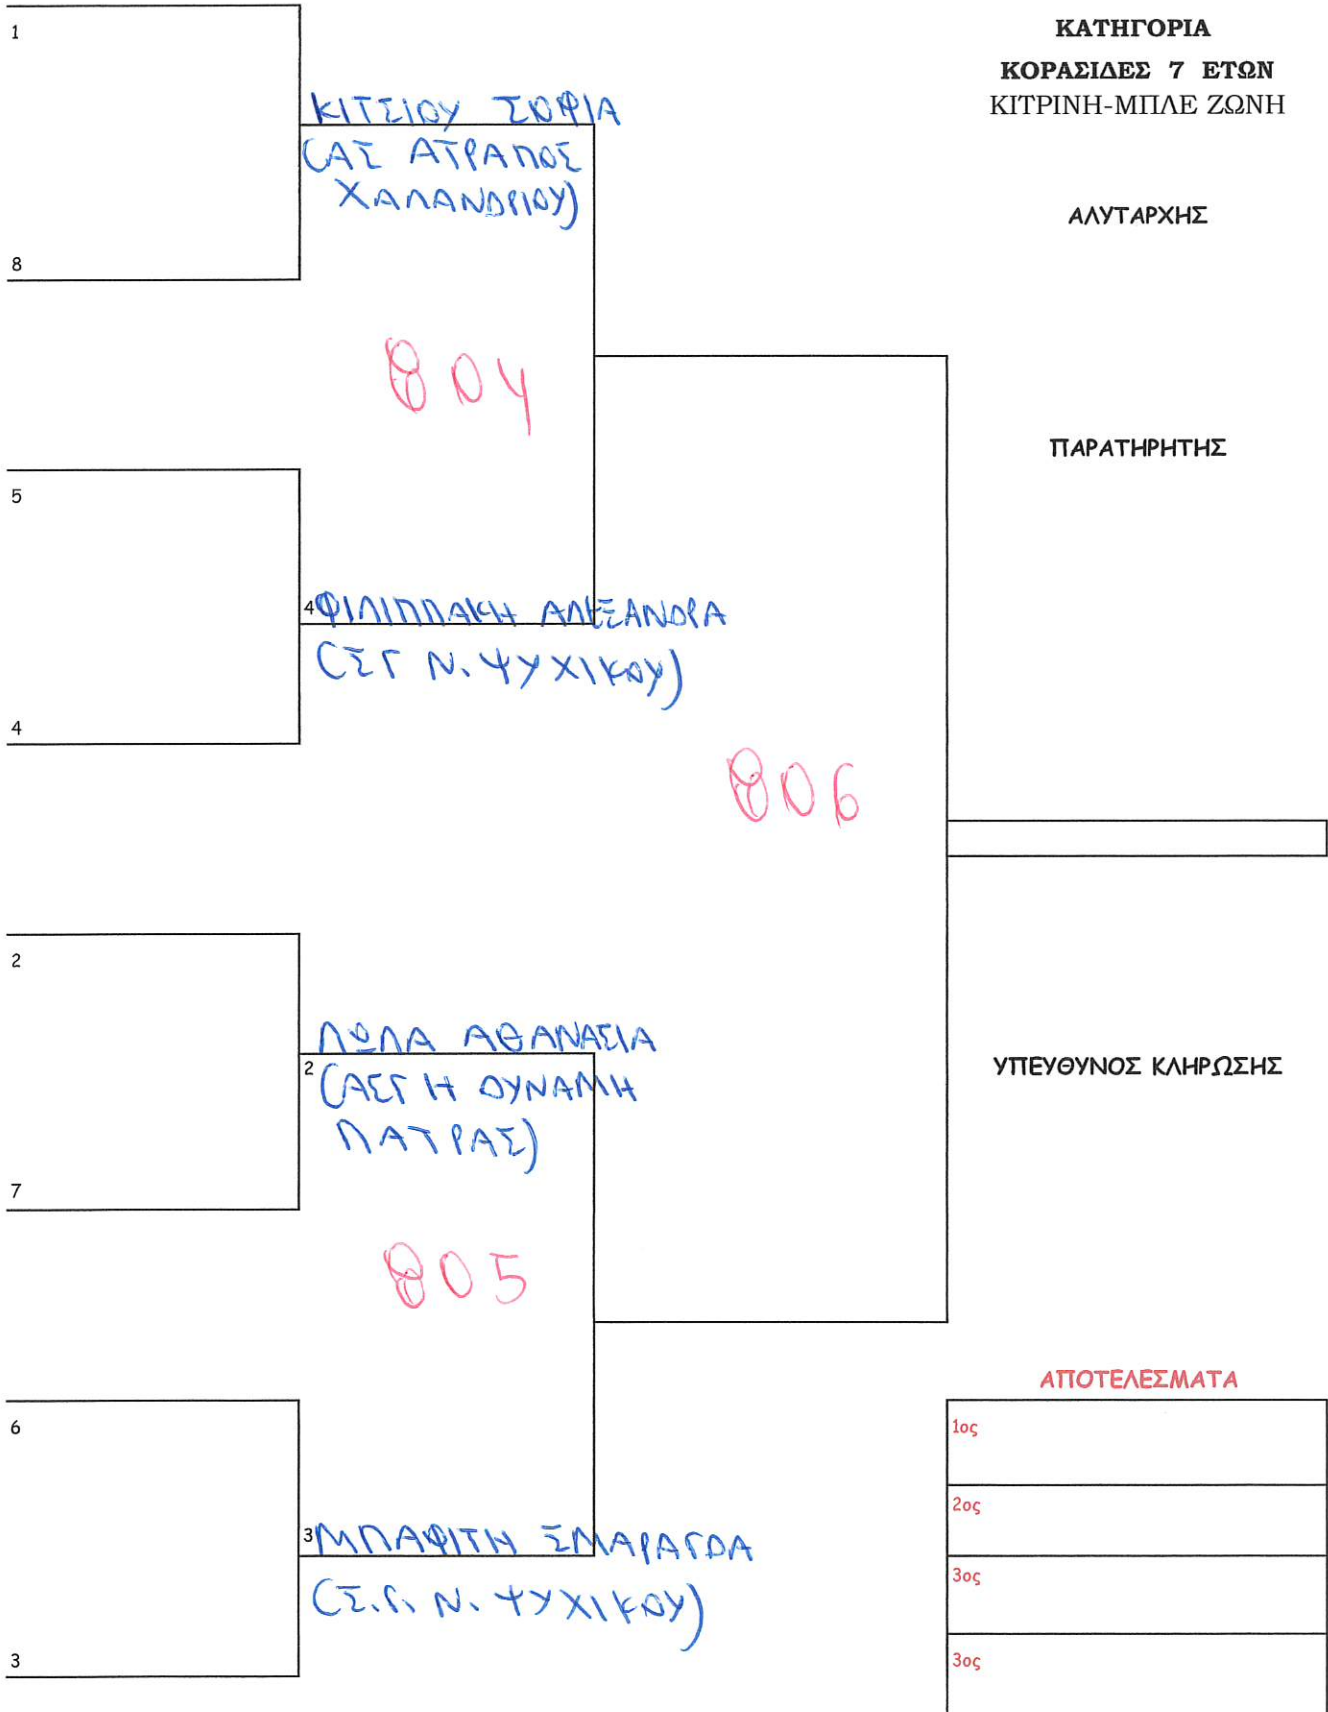 1
ΚΑΤΗΓΟΡΙΑ
ΚΟΡΑΣΙΔΕΣ 7 ΕΤΩΝ
ΚΙΤΡΙΝΗ-ΜΠΛΕ ΖΩΝΗ
ΚΙΤΣΙΟΥ ΣΟΦΙΑ
(ΑΣ ΑΤΡΑΠΟΣ
ΧΑΛΑΝΔΡΙΟΥ)
ΑΛΥΤΑΡΧΗΣ
8
804
ΠΑΡΑΤΗΡΗΤΗΣ
5
4 ΦΙΛΙΠΠΑΚΗ ΑΛΕΞΑΝΔΡΑ
(ΣΓ Ν. ΨΥΧΙΚΟΥ)
4
806
2
ΛΩΛΑ ΑΘΑΝΑΣΙΑ
2 (ΑΣΓ Η ΔΥΝΑΜΗ
ΠΑΤΡΑΣ)
ΥΠΕΥΘΥΝΟΣ ΚΛΗΡΩΣΗΣ
7
805
ΑΠΟΤΕΛΕΣΜΑΤΑ
6
1ος
2ος
3 ΜΠΑΦΙΤΗ ΣΜΑΡΑΓΔΑ
(Σ.Γ. Ν. ΨΥΧΙΚΟΥ)
3ος
3
3ος